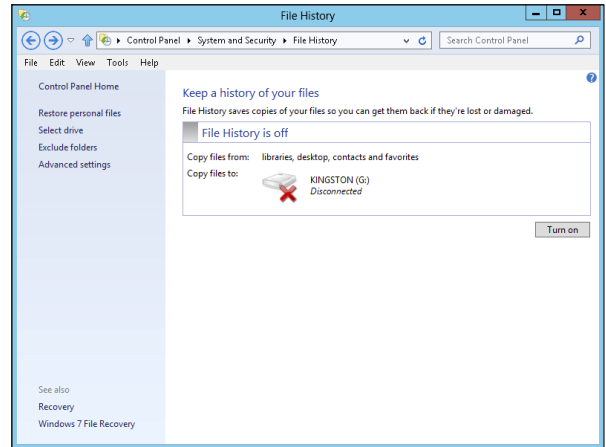 File History
Control Panel ▸ System and Security ▸ File History
Search Control Panel
File Edit View Tools Help
Control Panel Home
Restore personal files
Select drive
Exclude folders
Advanced settings
Keep a history of your files
File History saves copies of your files so you can get them back if they're lost or damaged.
File History is off
Copy files from: libraries, desktop, contacts and favorites
Copy files to: KINGSTON (G:)
Disconnected
Turn on
See also
Recovery
Windows 7 File Recovery